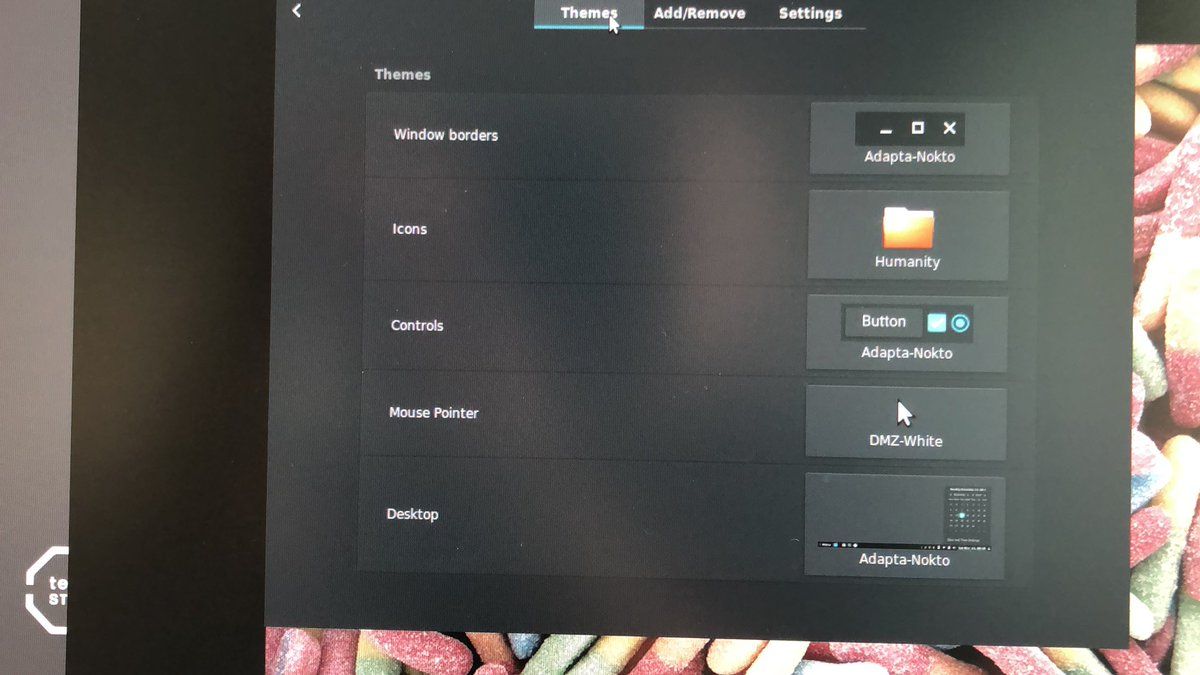 Themes
Add/Remove
Settings
Themes
Window borders
Adapta-Nokto
Icons
Humanity
Controls
Button
Adapta-Nokto
Mouse Pointer
DMZ-White
Desktop
Adapta-Nokto
te
ST